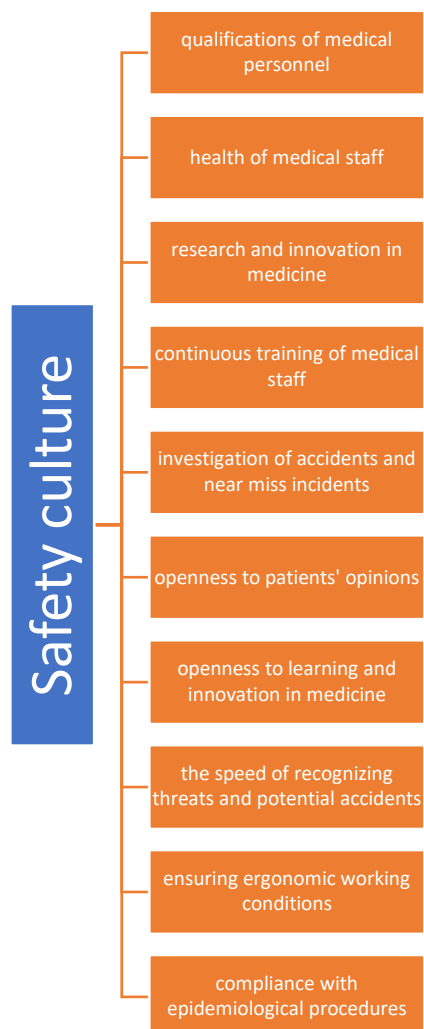 Safety culture
qualifications of medical
personnel
health of medical staff
research and innovation in
medicine
continuous training of medical
staff
investigation of accidents and
near miss incidents
openness to patients' opinions
openness to learning and
innovation in medicine
the speed of recognizing
threats and potential accidents
ensuring ergonomic working
conditions
compliance with
epidemiological procedures